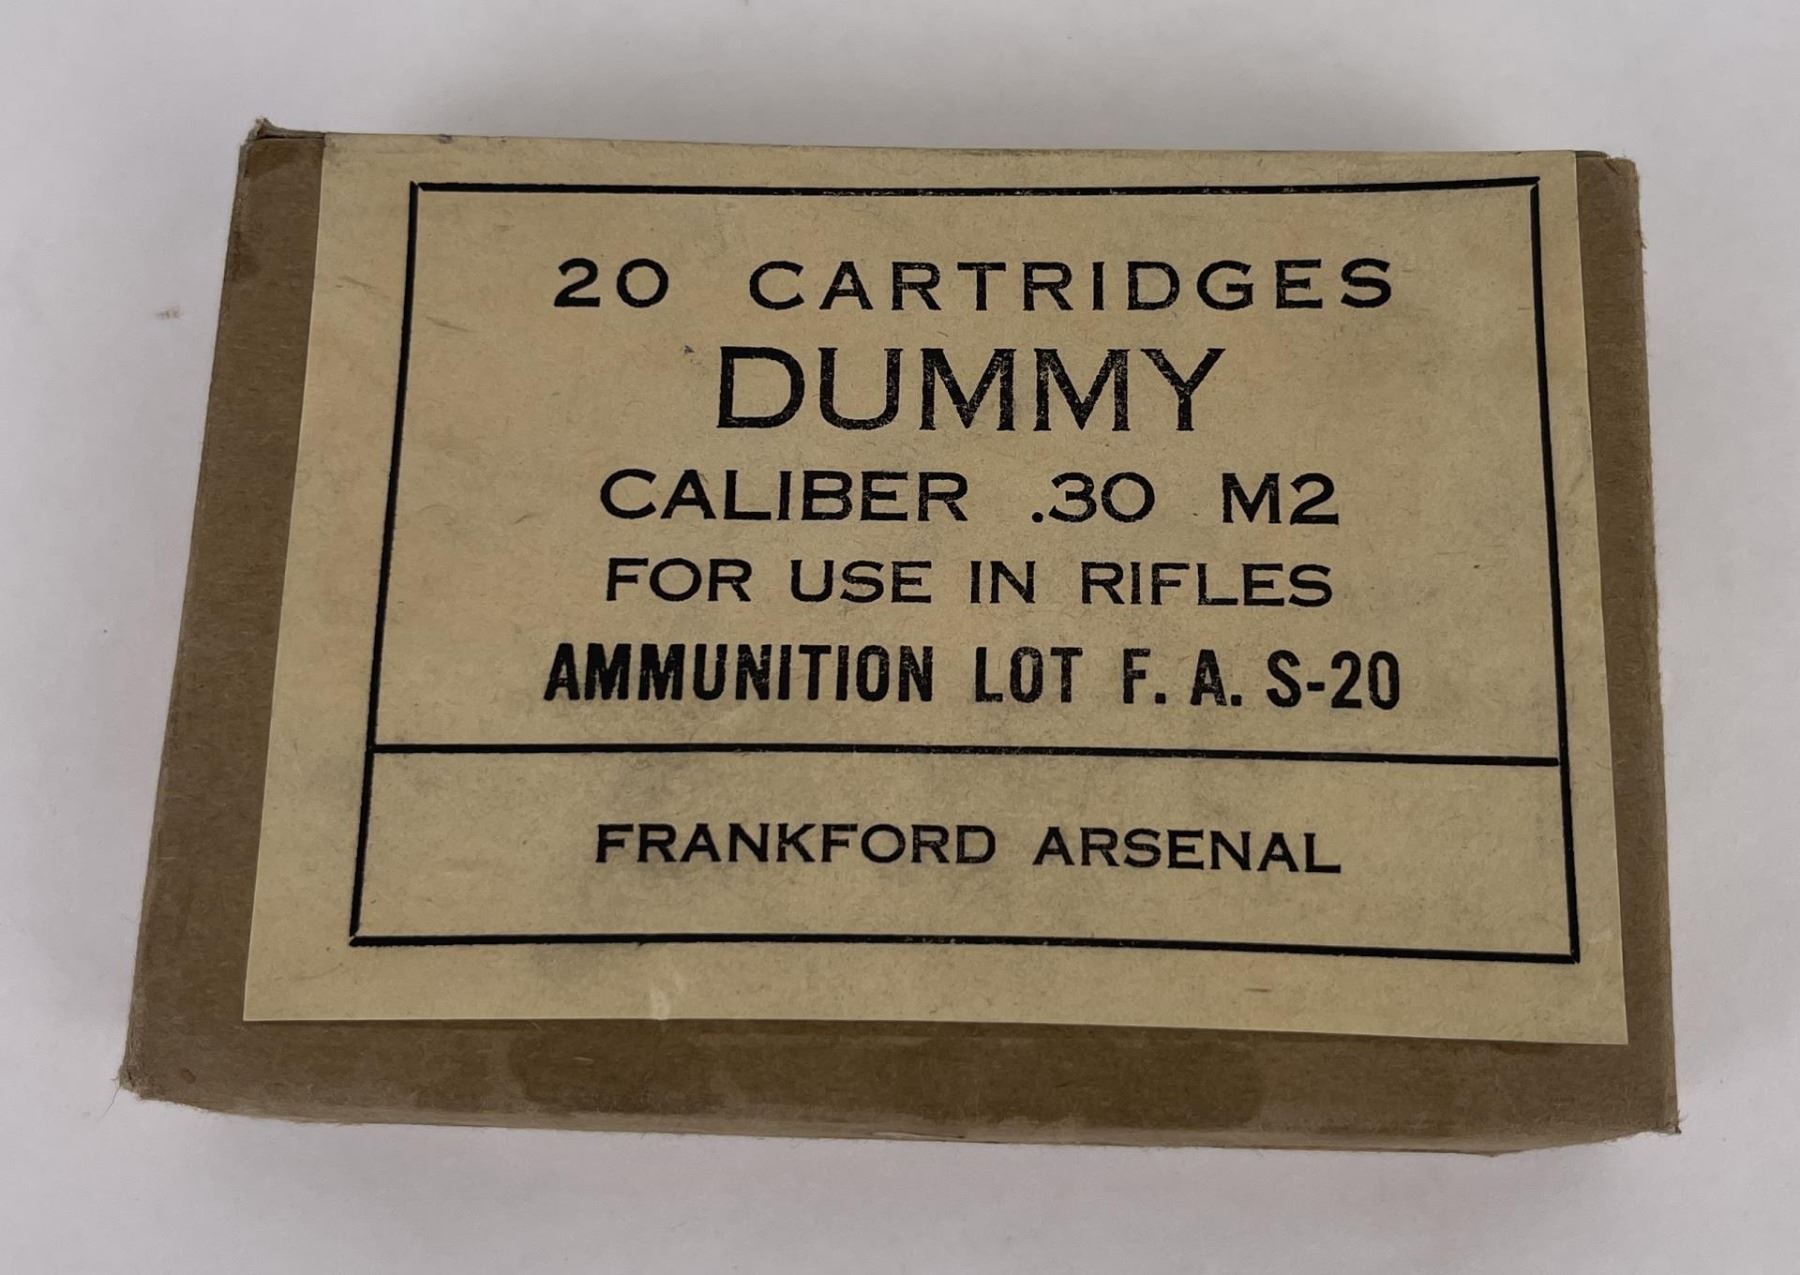 20 CARTRIDGES
DUMMY
CALIBER .30 M2
FOR USE IN RIFLES
AMMUNITION LOT F. A. S-20
FRANKFORD ARSENAL